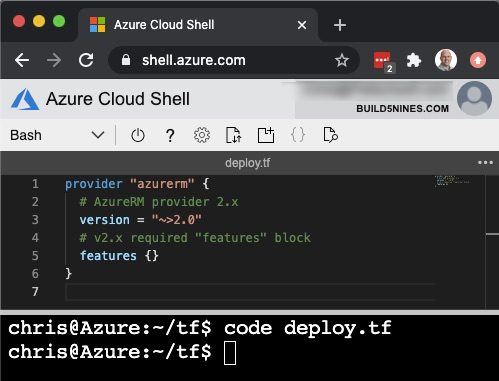 Azure Cloud Shell
shell.azure.com
2
Azure Cloud Shell
BUILD5NINES.COM
Bash
deploy.tf
1 provider "azurerm" {
2 # AzureRM provider 2.x
3 version = "~>2.0"
4 # v2.x required "features" block
5 features {}
6 }
7
chris@Azure:~/tf$ code deploy.tf
chris@Azure:~/tf$